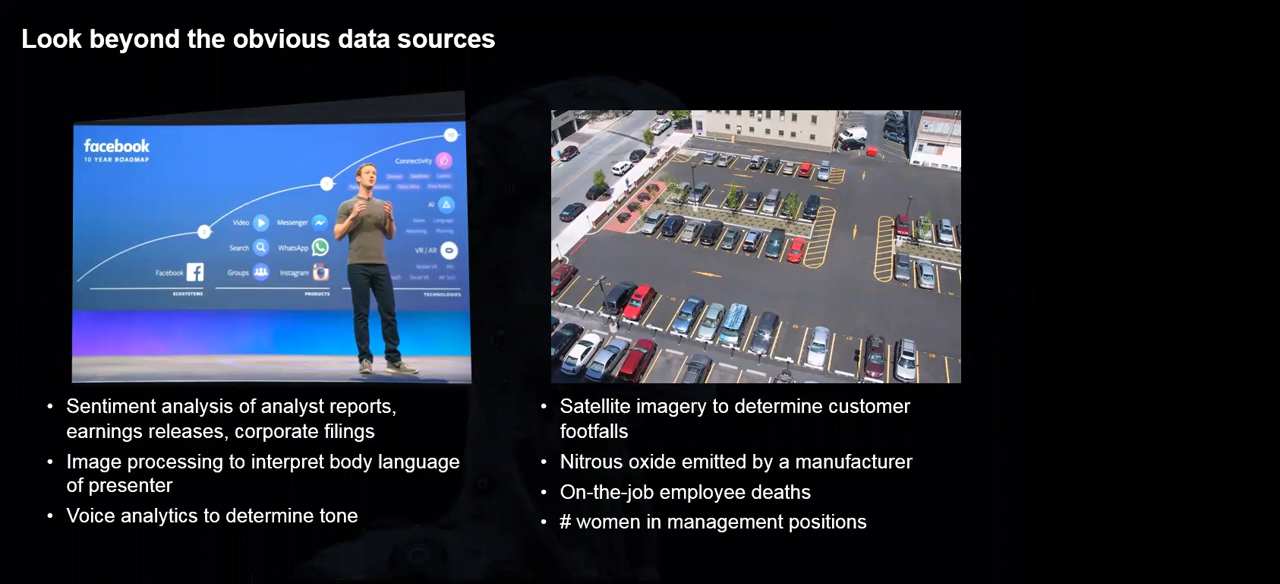 Look beyond the obvious data sources
facebook
10 YEAR ROADMAP
Connectivity
AI
Video
Messenger
Search
WhatsApp
VR / AR
Facebook
Groups
Instagram
ECOSYSTEMS
PRODUCTS
TECHNOLOGIES
• Sentiment analysis of analyst reports,
earnings releases, corporate filings
• Image processing to interpret body language
of presenter
• Voice analytics to determine tone
• Satellite imagery to determine customer
footfalls
• Nitrous oxide emitted by a manufacturer
• On-the-job employee deaths
• # women in management positions